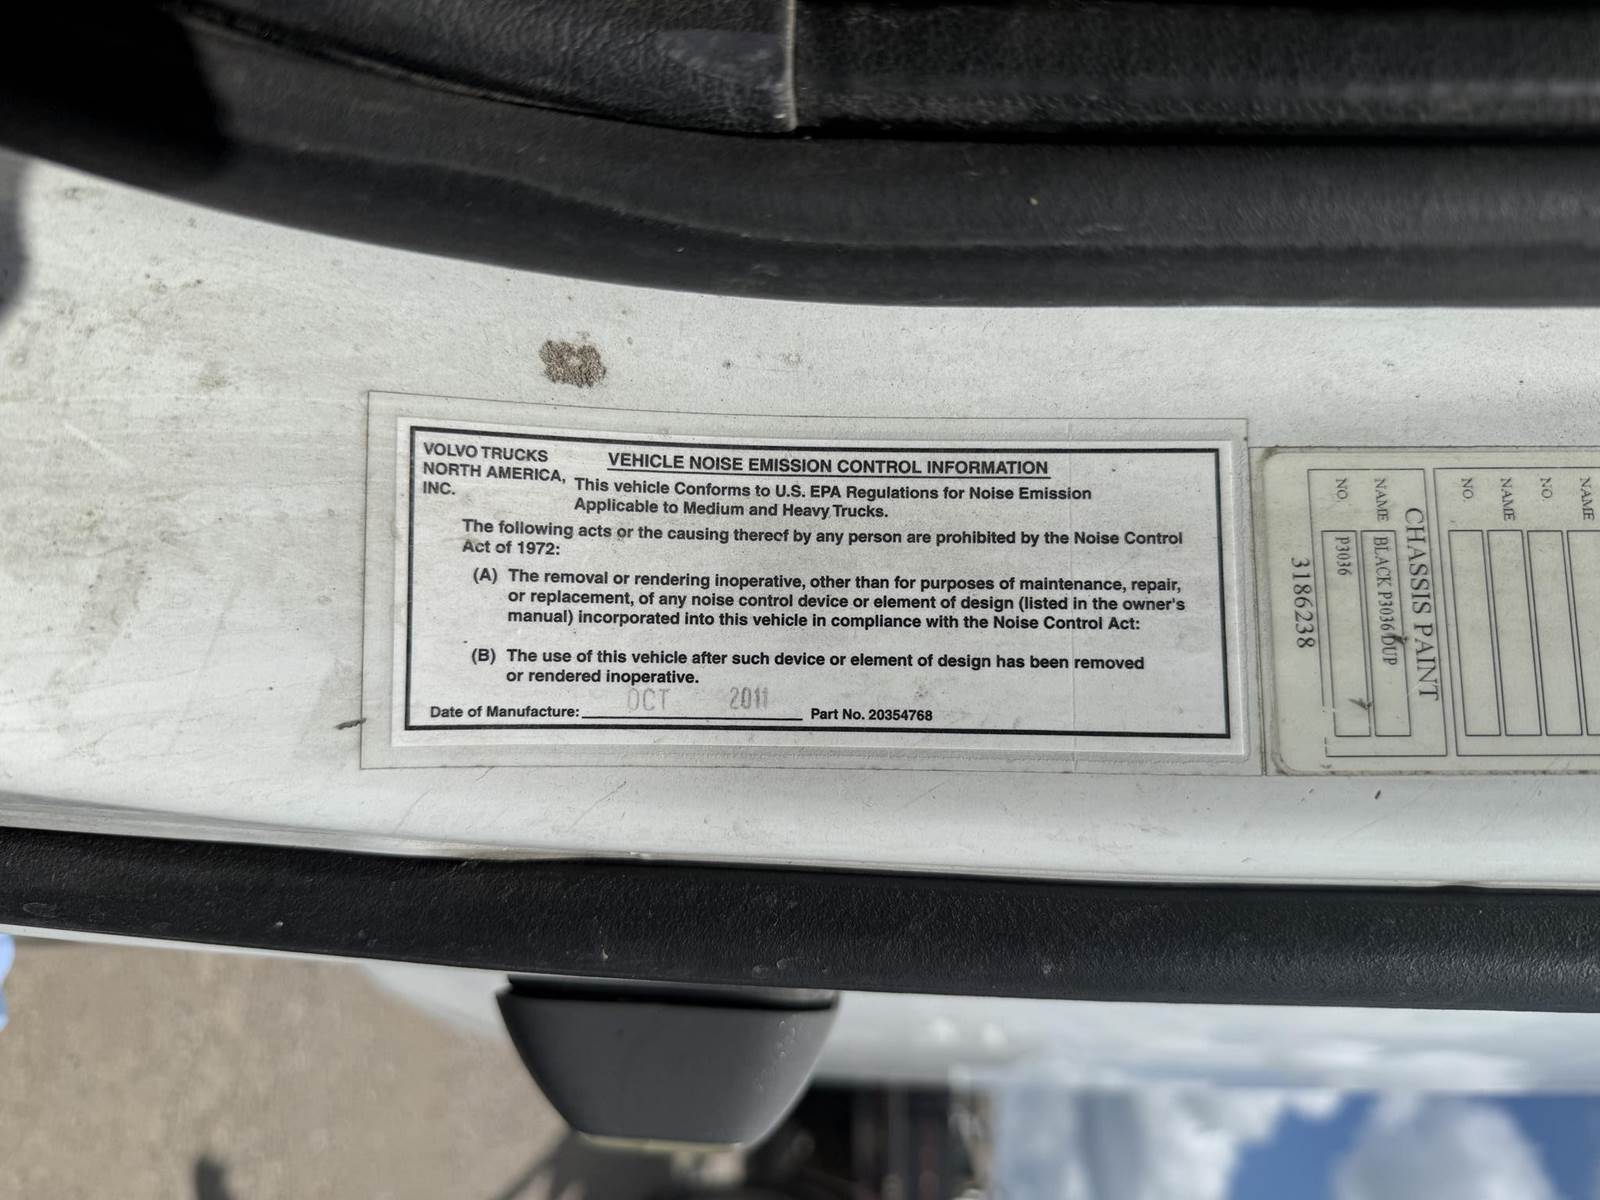 VOLVO TRUCKS
NORTH AMERICA,
INC.
VEHICLE NOISE EMISSION CONTROL INFORMATION
This vehicle Conforms to U.S. EPA Regulations for Noise Emission
Applicable to Medium and Heavy Trucks.
The following acts or the causing thereof by any person are prohibited by the Noise Control
Act of 1972:
(A) The removal or rendering inoperative, other than for purposes of maintenance, repair,
or replacement, of any noise control device or element of design (listed in the owner's
manual) incorporated into this vehicle in compliance with the Noise Control Act:
(B) The use of this vehicle after such device or element of design has been removed
or rendered inoperative.
Date of Manufacture: OCT 2011 Part No. 20354768
NAME
NO.
NAME
NO.
CHASSIS PAINT
NAME BLACK P3036 DUP
NO. P3036
3186238